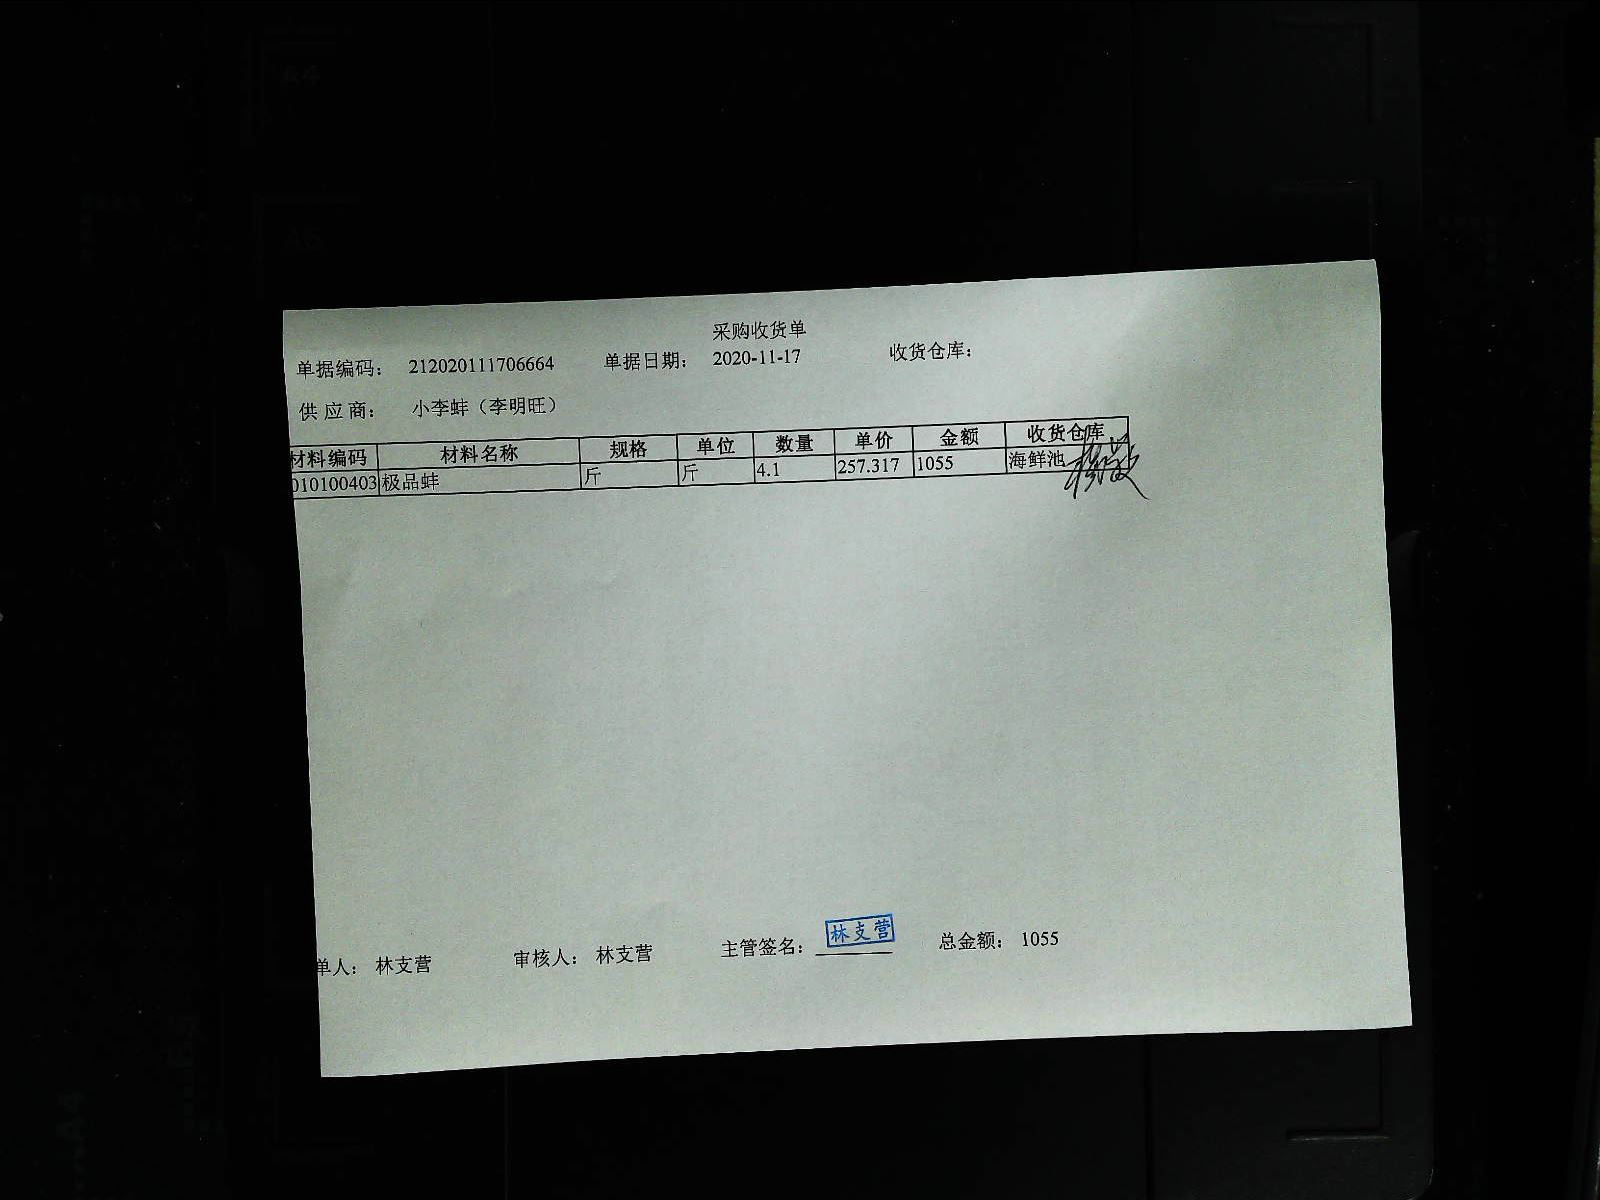 采购收货单
单据编码： 212020111706664 单据日期： 2020-11-17 收货仓库：
供应商： 小李蚌（李明旺）
材料编码 材料名称 规格 单位 数量 单价 金额 收货仓库
010100403 极品蚌 斤 斤 4.1 257.317 1055 海鲜池
单人： 林支营 审核人： 林支营 主管签名： 林支营 总金额： 1055